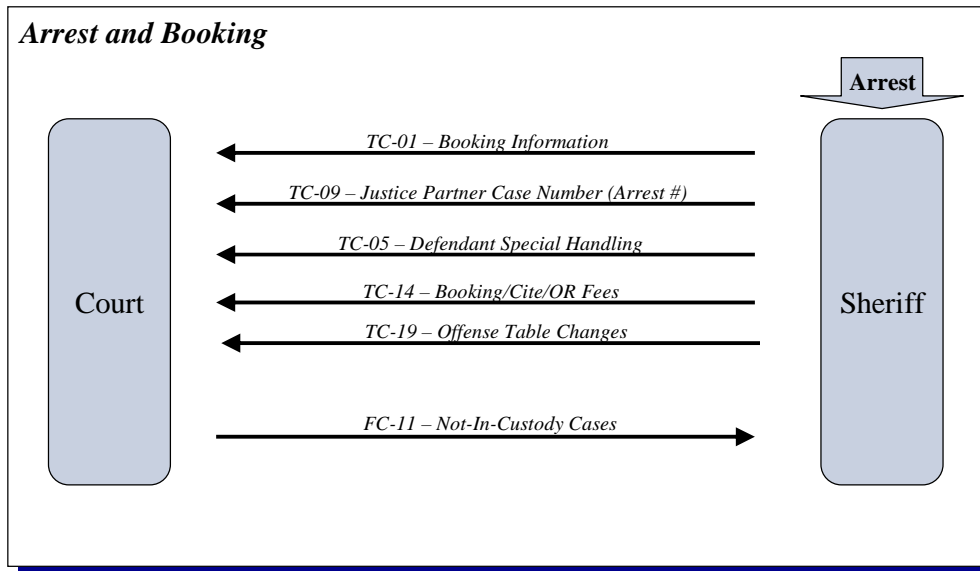 Arrest and Booking
Arrest
TC-01 – Booking Information
TC-09 – Justice Partner Case Number (Arrest #)
TC-05 – Defendant Special Handling
TC-14 – Booking/Cite/OR Fees
Court
Sheriff
TC-19 – Offense Table Changes
FC-11 – Not-In-Custody Cases